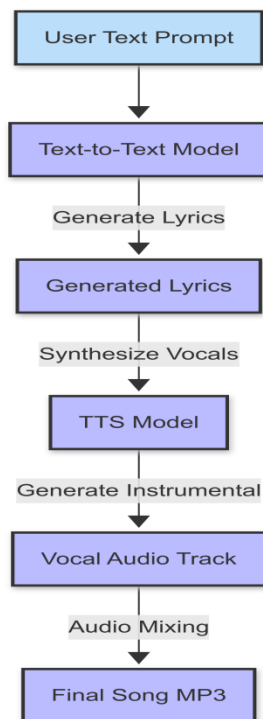 User Text Prompt
Text-to-Text Model
Generate Lyrics
Generated Lyrics
Synthesize Vocals
TTS Model
Generate Instrumental
Vocal Audio Track
Audio Mixing
Final Song MP3